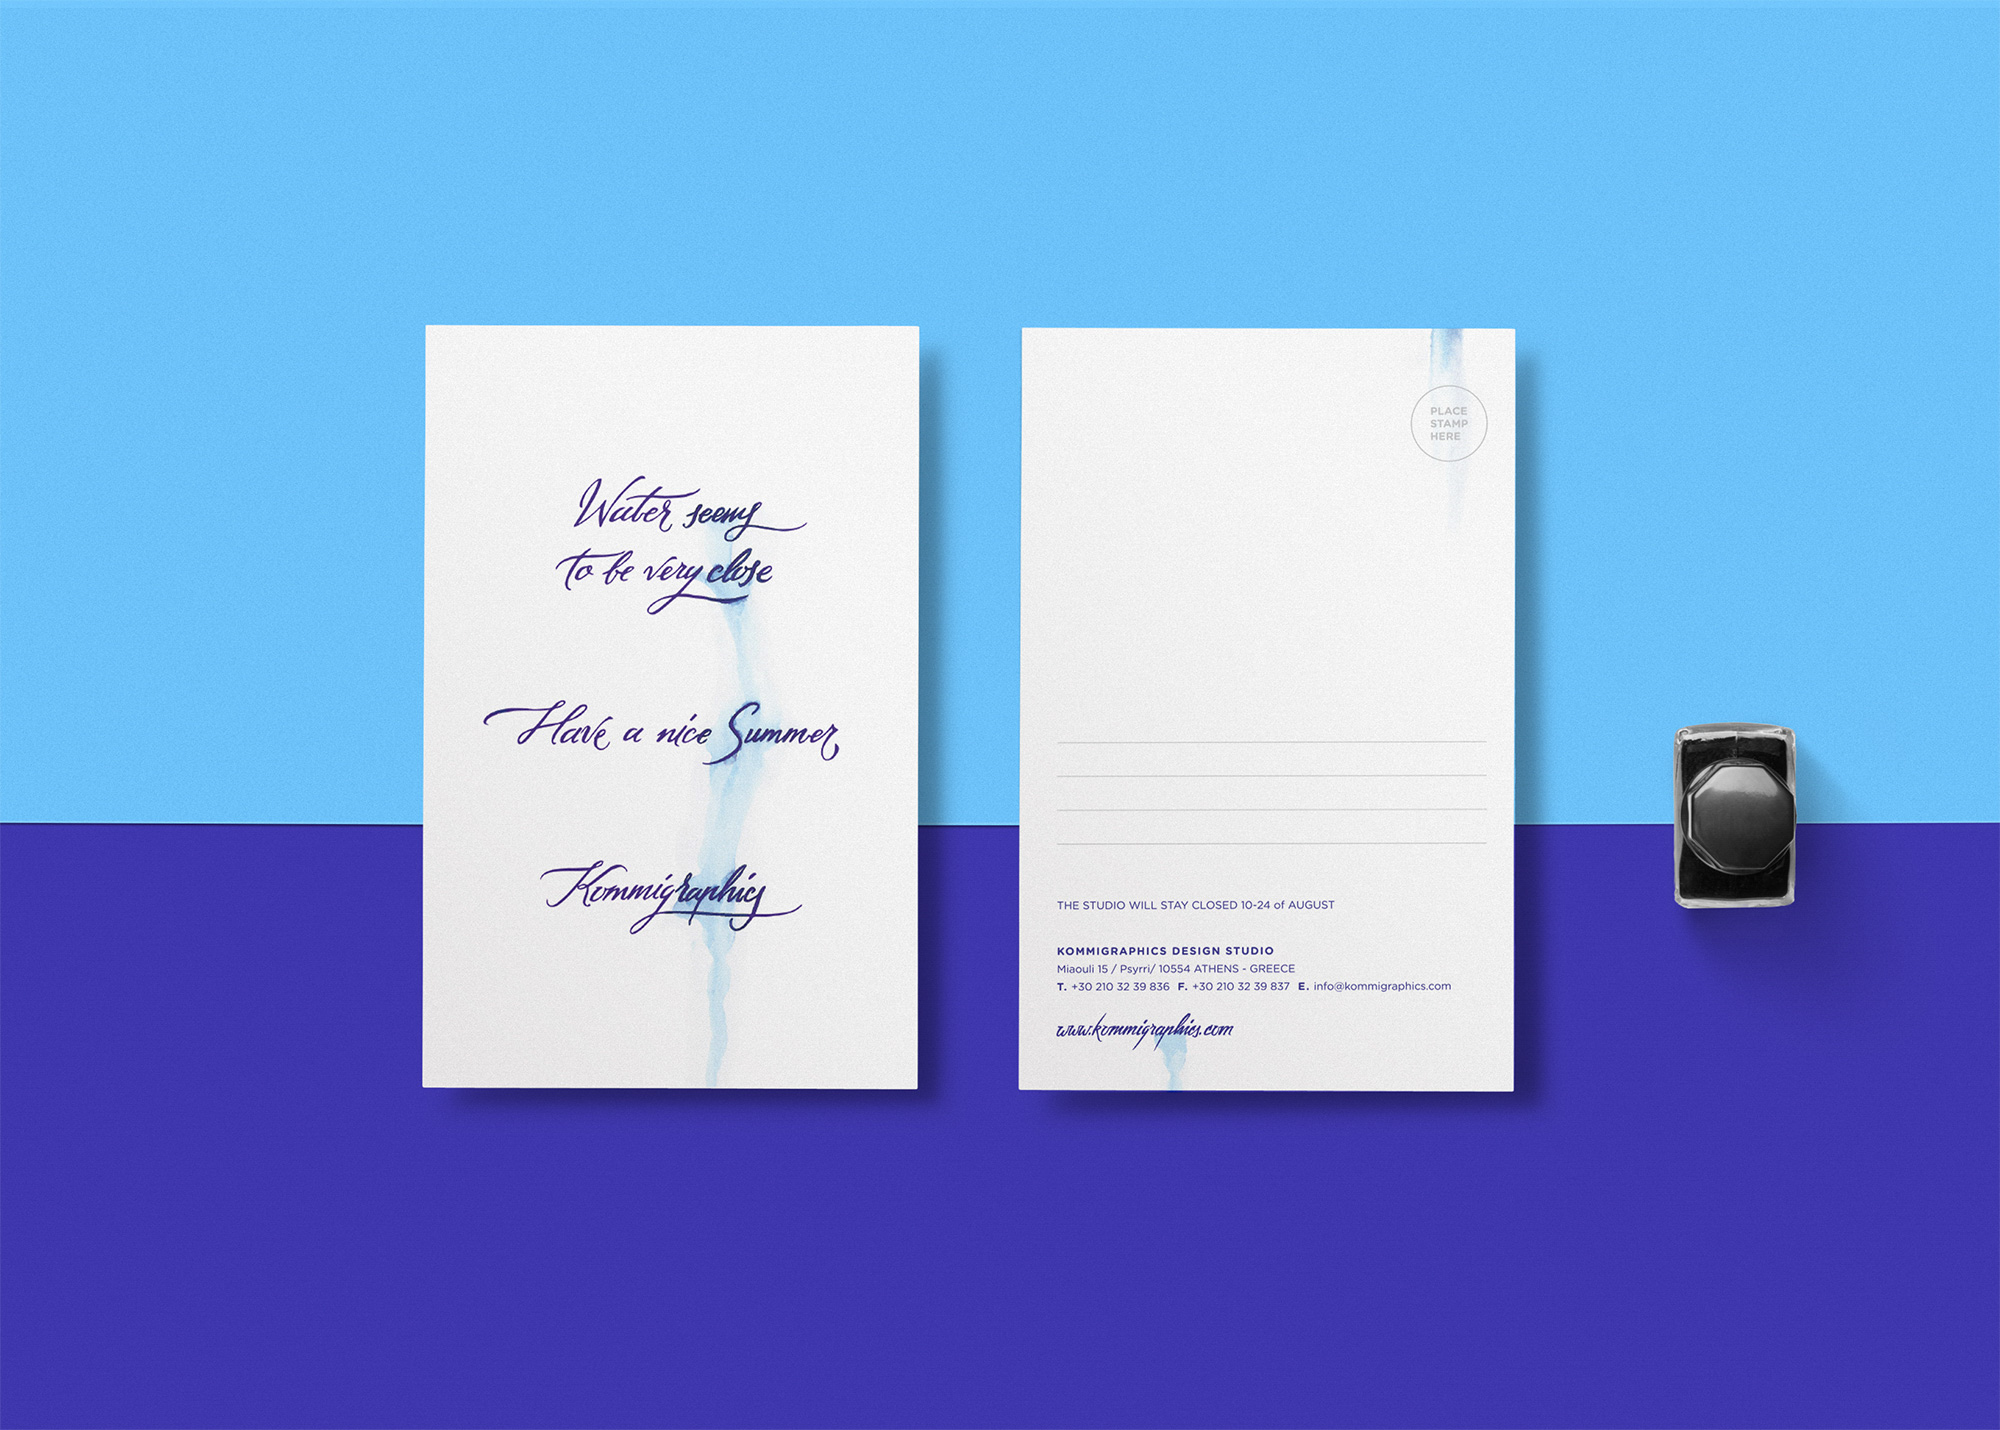 Water seems
to be very close
Have a nice Summer
Kommigraphics
PLACE
STAMP
HERE
THE STUDIO WILL STAY CLOSED 10-24 of AUGUST
KOMMIGRAPHICS DESIGN STUDIO
Miaouli 15 / Psyrri/ 10554 ATHENS - GREECE
T. +30 210 32 39 836 F. +30 210 32 39 837 E. info@kommigraphics.com
www.kommigraphics.com